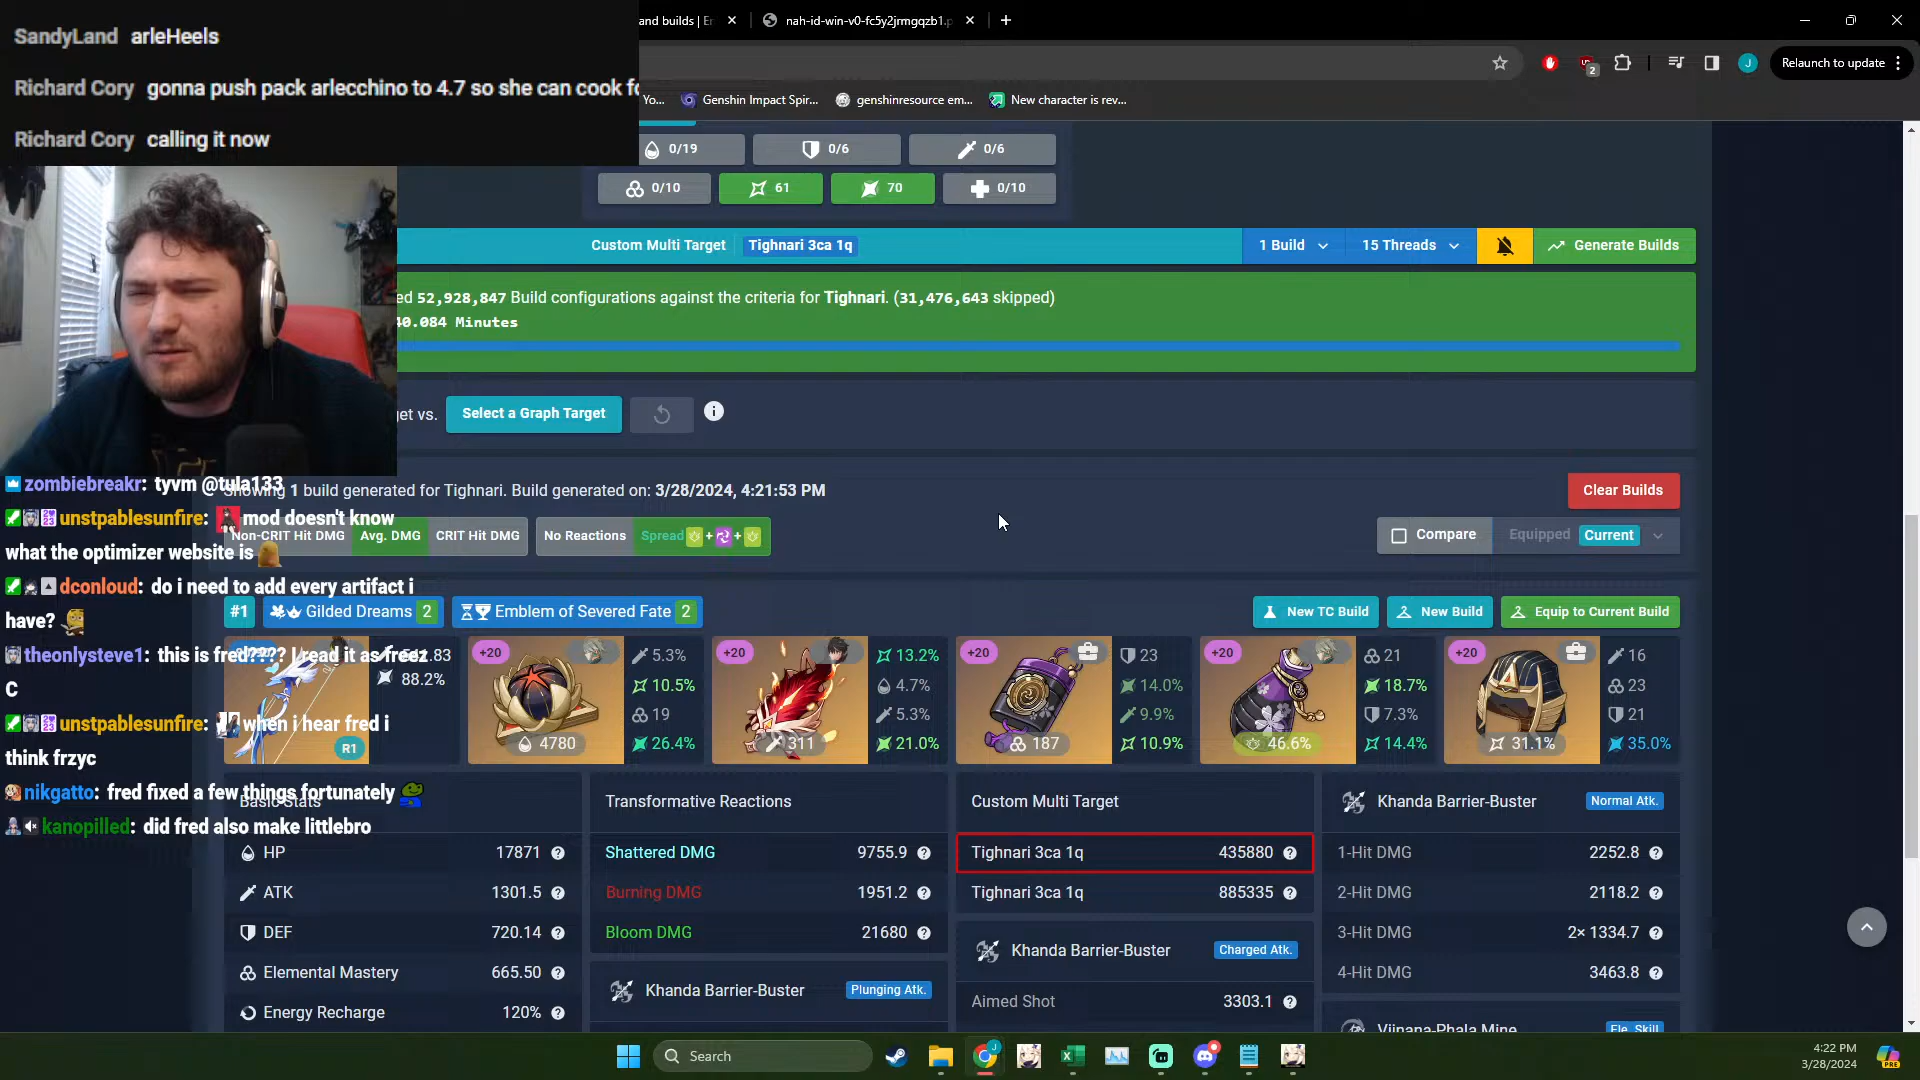 SandyLand arleHeels
Richard Cory gonna push pack arlecchino to 4.7 so she can cook fo
Richard Cory calling it now
and builds | E
nah-id-win-v0-fc5y2jrmgqzb1.p
Relaunch to update
Yo...
Genshin Impact Spir...
genshinresource em...
New character is rev...
2
J
0/19
0/6
0/6
0/10
61
70
0/10
Custom Multi Target
Tighnari 3ca 1q
1 Build
15 Threads
Generate Builds
ed 52,928,847 Build configurations against the criteria for Tighnari. (31,476,643 skipped)
40.084 Minutes
get vs.
Select a Graph Target
zombiebreakr: tyvm @tula133
Showing 1 build generated for Tighnari. Build generated on: 3/28/2024, 4:21:53 PM
Clear Builds
unstpablesunfire: mod doesn't know
what the optimizer website is
Non-CRIT Hit DMG
Avg. DMG
CRIT Hit DMG
No Reactions
Spread
+
+
Compare
Equipped
Current
dconloud: do i need to add every artifact i
have?
#1
Gilded Dreams 2
Emblem of Severed Fate 2
New TC Build
New Build
Equip to Current Build
theonlysteve1: this is fred???? I read it as freez
C
unstpablesunfire: when i hear fred i
think frzyc
nikgatto: fred fixed a few things fortunately
kanopilled: did fred also make littlebro
88.2%
R1
+20
5.3%
10.5%
19
26.4%
4780
+20
13.2%
4.7%
5.3%
21.0%
311
+20
23
14.0%
9.9%
10.9%
187
+20
21
18.7%
7.3%
14.4%
46.6%
+20
16
23
21
35.0%
31.1%
Basic Stats
HP 17871
ATK 1301.5
DEF 720.14
Elemental Mastery 665.50
Energy Recharge 120%
Transformative Reactions
Shattered DMG 9755.9
Burning DMG 1951.2
Bloom DMG 21680
Khanda Barrier-Buster Plunging Atk.
Custom Multi Target
Tighnari 3ca 1q 435880
Tighnari 3ca 1q 885335
Khanda Barrier-Buster Charged Atk.
Aimed Shot 3303.1
Khanda Barrier-Buster Normal Atk.
1-Hit DMG 2252.8
2-Hit DMG 2118.2
3-Hit DMG 2× 1334.7
4-Hit DMG 3463.8
Vijnana-Phala Mine Ele. Skill
Search
4:22 PM
3/28/2024
PRE